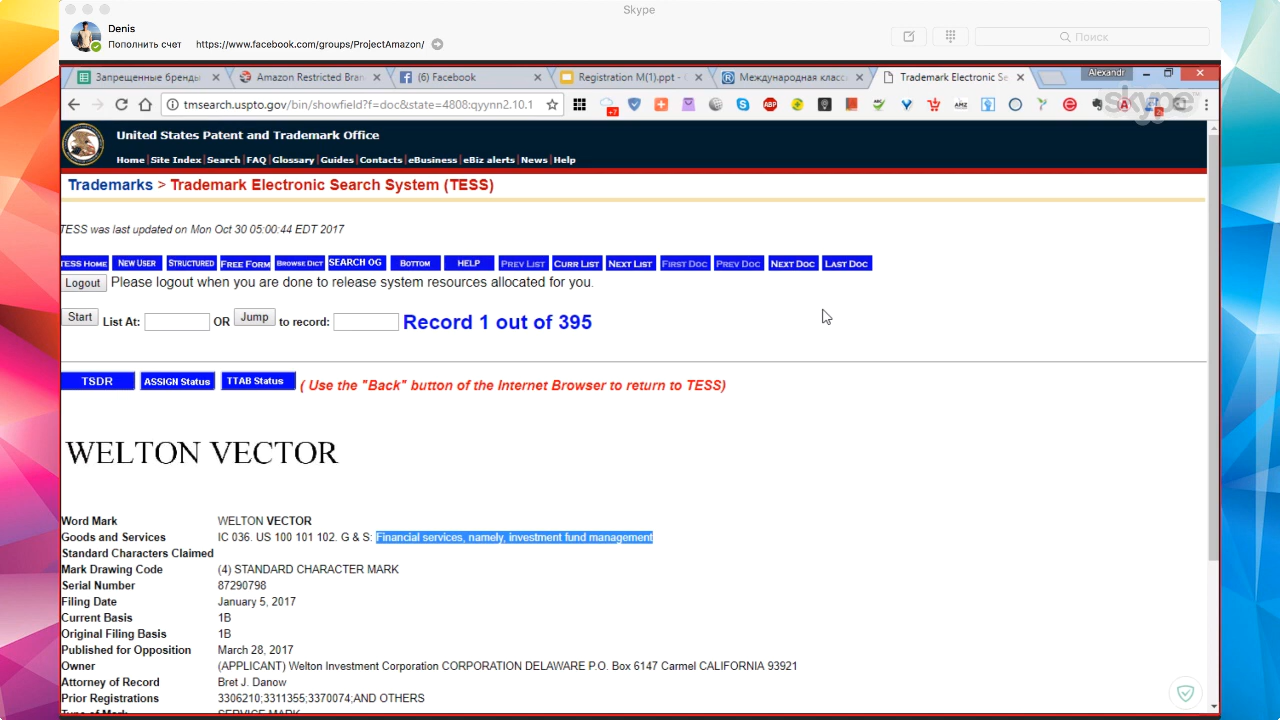 Skype
Denis
Пополнить счет https://www.facebook.com/groups/ProjectAmazon/
Поиск
Запрещенные бренды
Amazon Restricted Bran
(6) Facebook
Registration M(1).ppt - (
Международная класс
Trademark Electronic Se
Alexandr
tmsearch.uspto.gov/bin/showfield?f=doc&state=4808:qyynn2.10.1
skype™
United States Patent and Trademark Office
Home|Site Index|Search|FAQ|Glossary|Guides|Contacts|eBusiness|eBiz alerts|News|Help
Trademarks > Trademark Electronic Search System (TESS)
TESS was last updated on Mon Oct 30 05:00:44 EDT 2017
TESS HOME NEW USER STRUCTURED FREE FORM BROWSE DICT SEARCH OG BOTTOM HELP PREV LIST CURR LIST NEXT LIST FIRST DOC PREV DOC NEXT DOC LAST DOC
Logout Please logout when you are done to release system resources allocated for you.
Start List At: OR Jump to record: Record 1 out of 395
TSDR ASSIGN Status TTAB Status ( Use the "Back" button of the Internet Browser to return to TESS)
WELTON VECTOR
Word Mark WELTON VECTOR
Goods and Services IC 036. US 100 101 102. G & S: Financial services, namely, investment fund management
Standard Characters Claimed
Mark Drawing Code (4) STANDARD CHARACTER MARK
Serial Number 87290798
Filing Date January 5, 2017
Current Basis 1B
Original Filing Basis 1B
Published for Opposition March 28, 2017
Owner (APPLICANT) Welton Investment Corporation CORPORATION DELAWARE P.O. Box 6147 Carmel CALIFORNIA 93921
Attorney of Record Bret J. Danow
Prior Registrations 3306210;3311355;3370074;AND OTHERS
Type of Mark SERVICE MARK